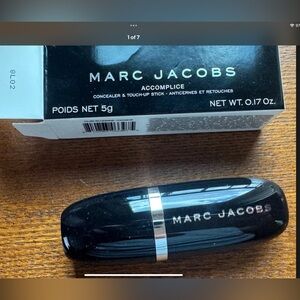 1 of 7
BL02
MARC JACOBS
ACCOMPLICE
CONCEALER & TOUCH-UP STICK • ANTICERNES ET RETOUCHES
POIDS NET 5g
NET WT. 0.17 Oz.
MARC JACOBS